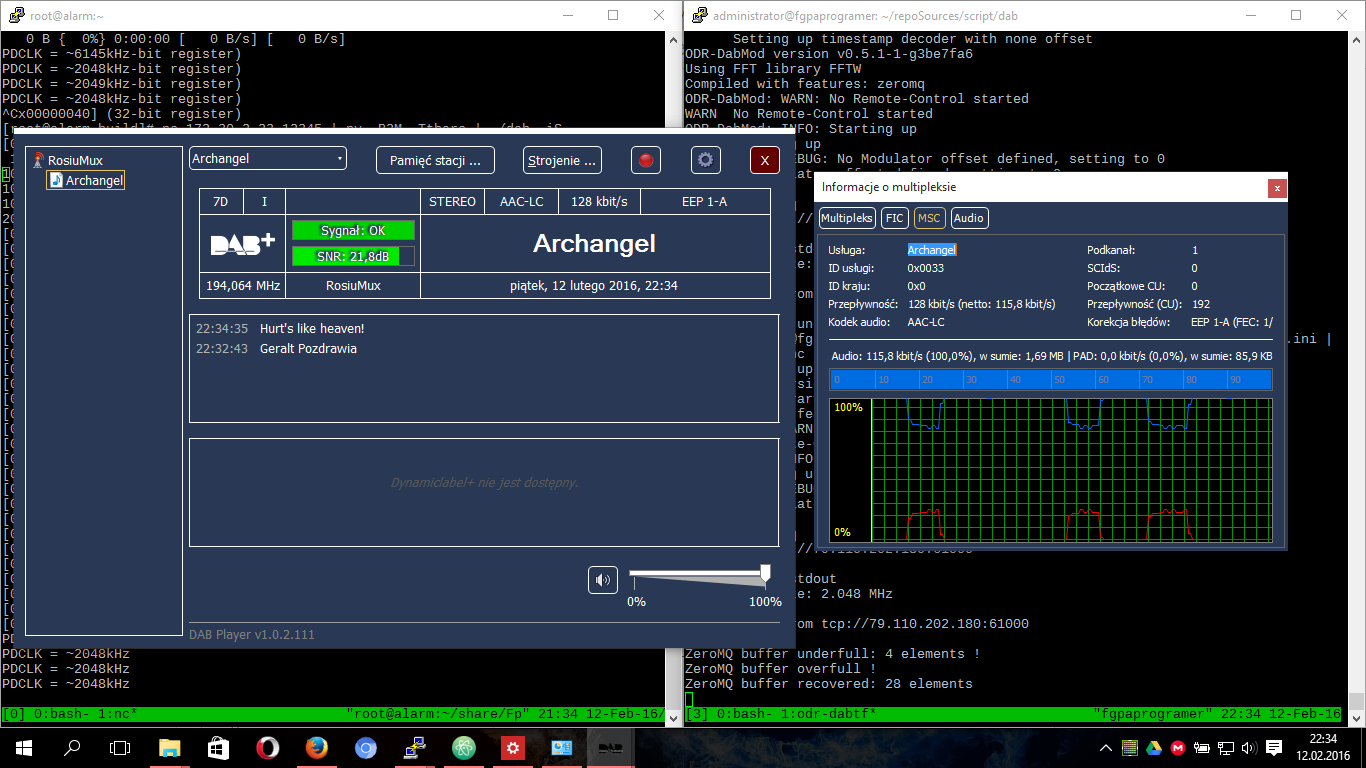 root@alarm:~
0 B {  0%} 0:00:00 [   0 B/s] [   0 B/s]
PDCLK = ~6145kHz-bit register)
PDCLK = ~2048kHz-bit register)
PDCLK = ~2049kHz-bit register)
PDCLK = ~2048kHz-bit register)
^Cx00000040] (32-bit register)
RosiuMux
Archangel
Archangel
Pamięć stacji ...
Strojenie ...
X
7D I STEREO AAC-LC 128 kbit/s EEP 1-A
DAB+
Sygnał: OK
SNR: 21,8dB
Archangel
194,064 MHz RosiuMux piątek, 12 lutego 2016, 22:34
22:34:35 Hurt's like heaven!
22:32:43 Geralt Pozdrawia
Dynamiclabel+ nie jest dostępny.
0% 100%
DAB Player v1.0.2.111
PDCLK = ~2048kHz
PDCLK = ~2048kHz
PDCLK = ~2048kHz
[0] 0:bash- 1:nc* "root@alarm:~/share/Fp" 21:34 12-Feb-16
administrator@fgpaprogramer: ~/repoSources/script/dab
Setting up timestamp decoder with none offset
ODR-DabMod version v0.5.1-1-g3be7fa6
Using FFT library FFTW
Compiled with features: zeromq
ODR-DabMod: WARN: No Remote-Control started
WARN  No Remote-Control started
ODR-DabMod: INFO: Starting up
up
BUG: No Modulator offset defined, setting to 0
Informacje o multipleksie
x
Multipleks FIC MSC Audio
Usługa: Archangel Podkanał: 1
ID usługi: 0x0033 SCIdS: 0
ID kraju: 0x0 Początkowe CU: 0
Przepływność: 128 kbit/s (netto: 115,8 kbit/s) Przepływność (CU): 192
Kodek audio: AAC-LC Korekcja błędów: EEP 1-A (FEC: 1/
Audio: 115,8 kbit/s (100,0%), w sumie: 1,69 MB | PAD: 0,0 kbit/s (0,0%), w sumie: 85,9 KB
0 10 20 30 40 50 60 70 80 90
100%
0%
.ini |
stdout
e: 2.048 MHz
om tcp://79.110.202.180:61000
ZeroMQ buffer underfull: 4 elements !
ZeroMQ buffer overfull !
ZeroMQ buffer recovered: 28 elements
[3] 0:bash- 1:odr-dabtf* "fgpaprogramer" 22:34 12-Feb-16
22:34
12.02.2016